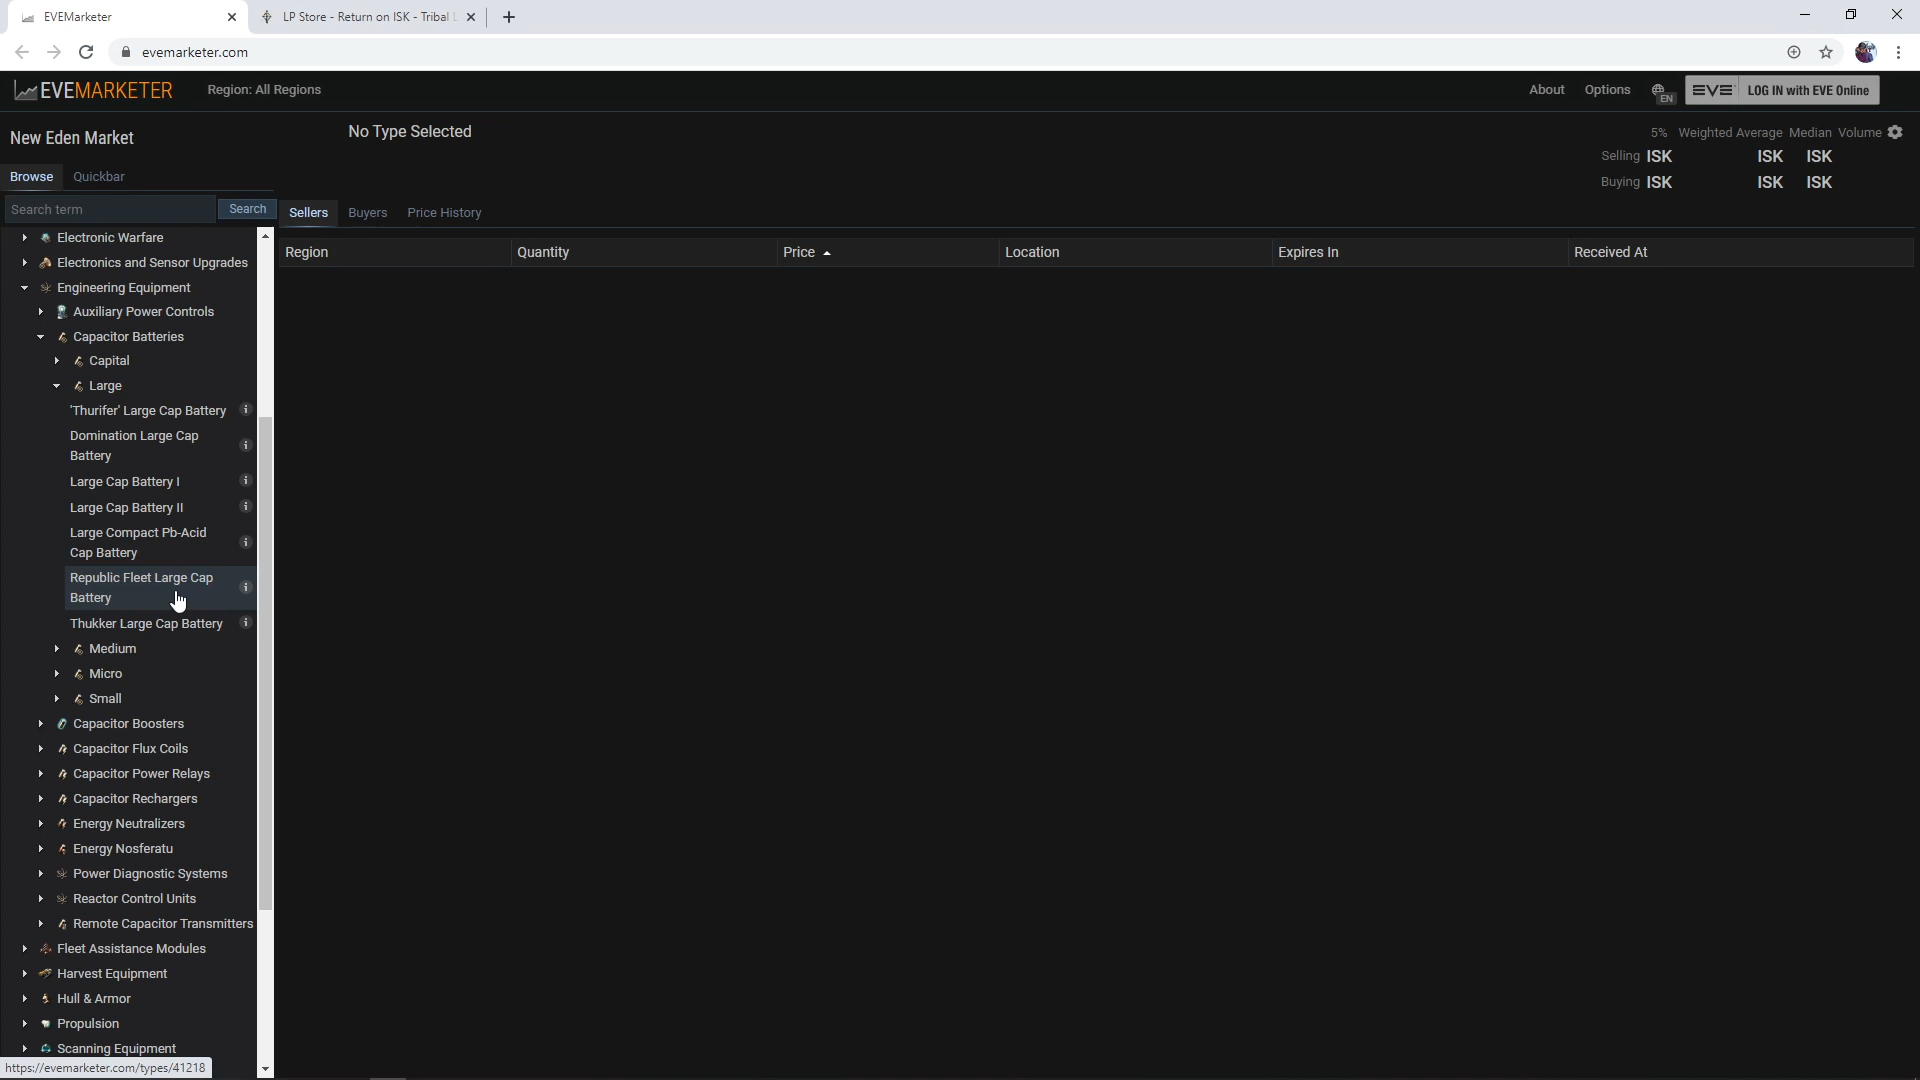 EVEMarketer
LP Store - Return on ISK - Tribal L
evemarketer.com
EVEMARKETER
Region: All Regions
About
Options
EN
EVE
LOG IN with EVE Online
New Eden Market
No Type Selected
5% Weighted Average Median Volume
Selling ISK ISK ISK
Buying ISK ISK ISK
Browse
Quickbar
Search term
Search
Sellers
Buyers
Price History
Region
Quantity
Price
Location
Expires In
Received At
Electronic Warfare
Electronics and Sensor Upgrades
Engineering Equipment
Auxiliary Power Controls
Capacitor Batteries
Capital
Large
'Thurifer' Large Cap Battery
Domination Large Cap
Battery
Large Cap Battery I
Large Cap Battery II
Large Compact Pb-Acid
Cap Battery
Republic Fleet Large Cap
Battery
Thukker Large Cap Battery
Medium
Micro
Small
Capacitor Boosters
Capacitor Flux Coils
Capacitor Power Relays
Capacitor Rechargers
Energy Neutralizers
Energy Nosferatu
Power Diagnostic Systems
Reactor Control Units
Remote Capacitor Transmitters
Fleet Assistance Modules
Harvest Equipment
Hull & Armor
Propulsion
Scanning Equipment
https://evemarketer.com/types/41218